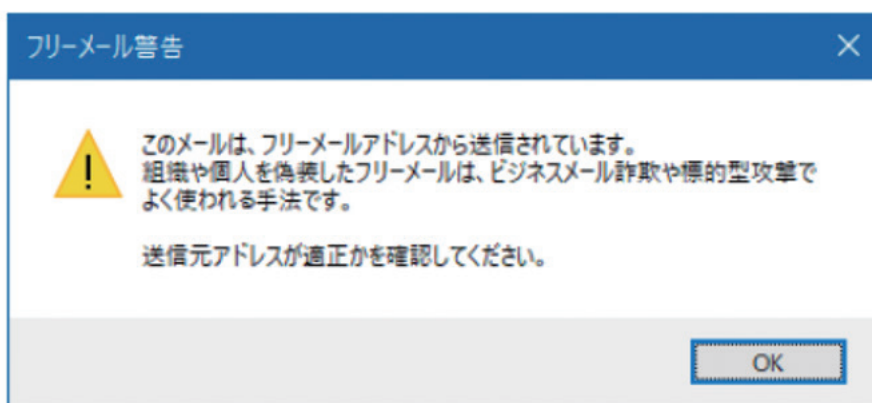 フリーメール警告
このメールは、フリーメールアドレスから送信されています。
組織や個人を偽装したフリーメールは、ビジネスメール詐欺や標的型攻撃で
よく使われる手法です。
送信元アドレスが適正かを確認してください。
OK